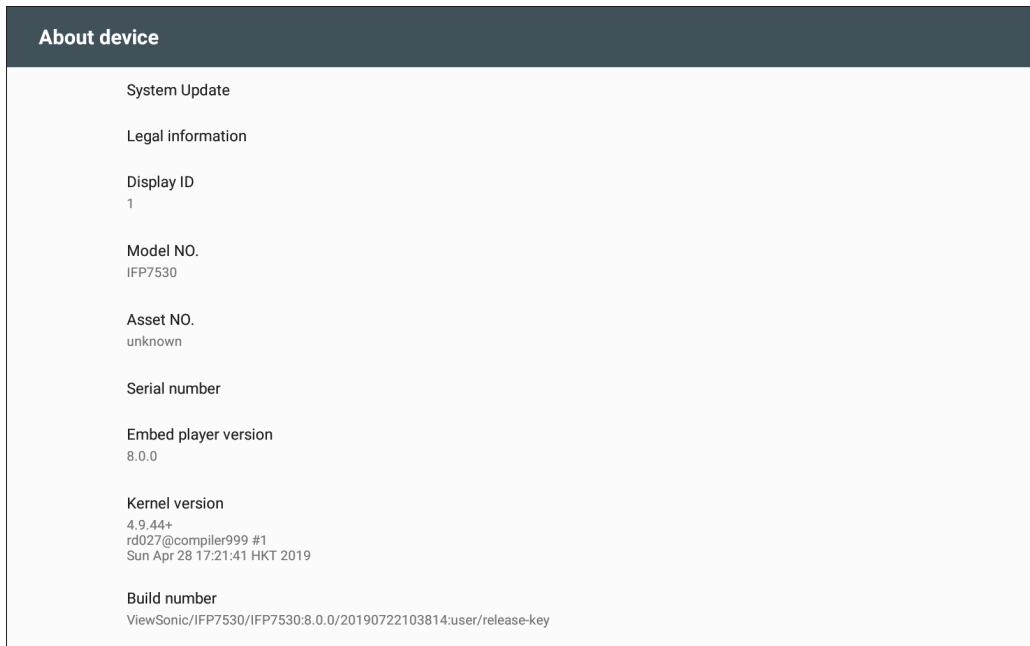 About device
System Update
Legal information
Display ID
1
Model NO.
IFP7530
Asset NO.
unknown
Serial number
Embed player version
8.0.0
Kernel version
4.9.44+
rd027@compiler999 #1
Sun Apr 28 17:21:41 HKT 2019
Build number
ViewSonic/IFP7530/IFP7530:8.0.0/20190722103814:user/release-key